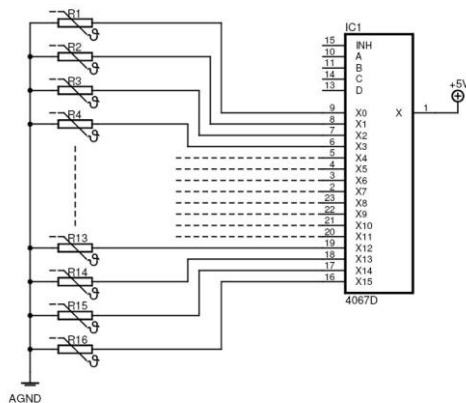 IC1
R1
15 INH
10 A
11 B
14 C
13 D
+5V
R2
R3
R4
9 X0 X 1
8 X1
7 X2
6 X3
5 X4
4 X5
3 X6
2 X7
23 X8
22 X9
21 X10
20 X11
R13
19 X12
18 X13
R14
17 X14
16 X15
4067D
R15
R16
ϑ
ϑ
ϑ
ϑ
ϑ
ϑ
ϑ
ϑ
AGND